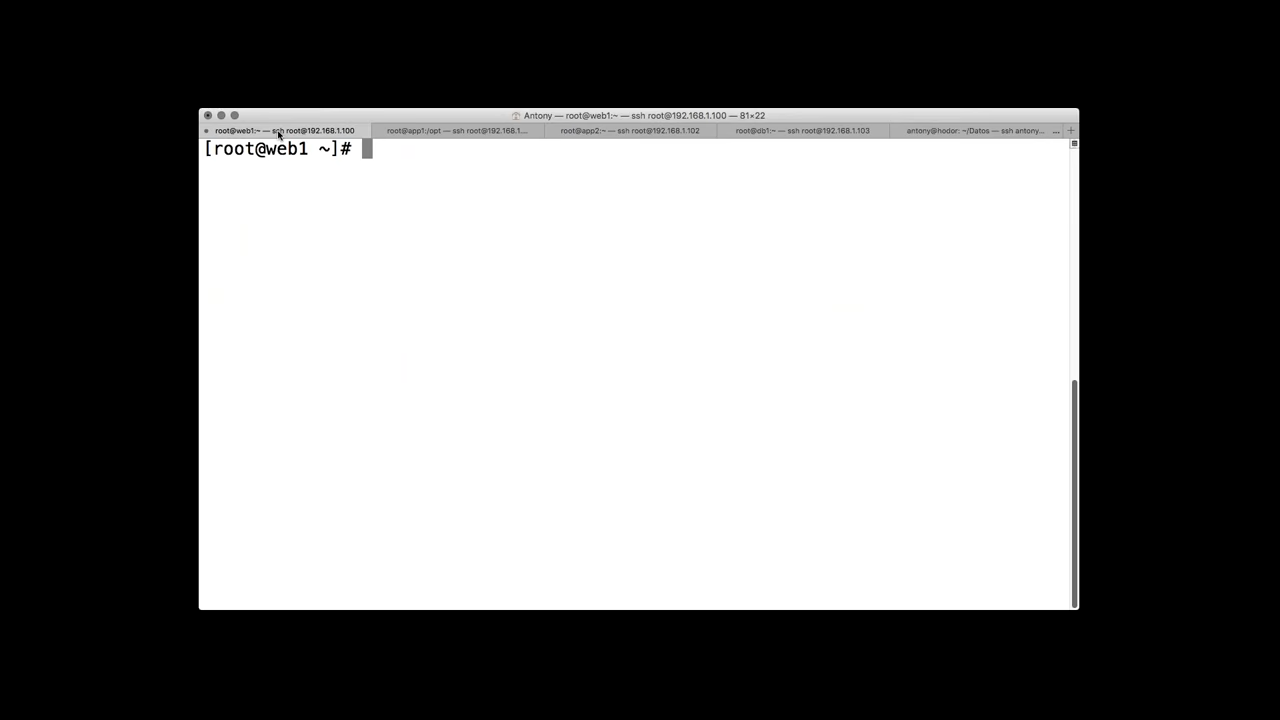 Antony — root@web1:~ — ssh root@192.168.1.100 — 81×22
root@web1:~ — ssh root@192.168.1.100
root@app1:/opt — ssh root@192.168.1....
root@app2:~ — ssh root@192.168.1.102
root@db1:~ — ssh root@192.168.1.103
antony@hodor: ~/Datos — ssh antony...
...
[root@web1 ~]#